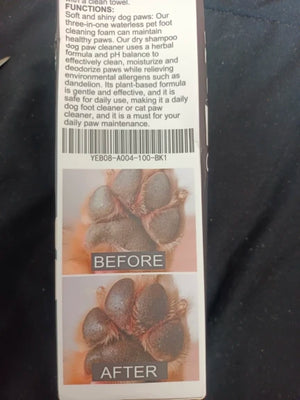 with a clean towel.
FUNCTIONS:
Soft and shiny dog paws: Our
three-in-one waterless pet foot
cleaning foam can maintain
healthy paws. Our dry shampoo
dog paw cleaner uses a herbal
formula and pH balance to
effectively clean, moisturize and
deodorize paws while relieving
environmental allergens such as
dandelion. Its plant-based formula
is gentle and effective, and it is
safe for daily use, making it a daily
dog foot cleaner or cat paw
cleaner, and it is a must for your
daily paw maintenance.
YEB08-A004-100-BK1
BEFORE
AFTER